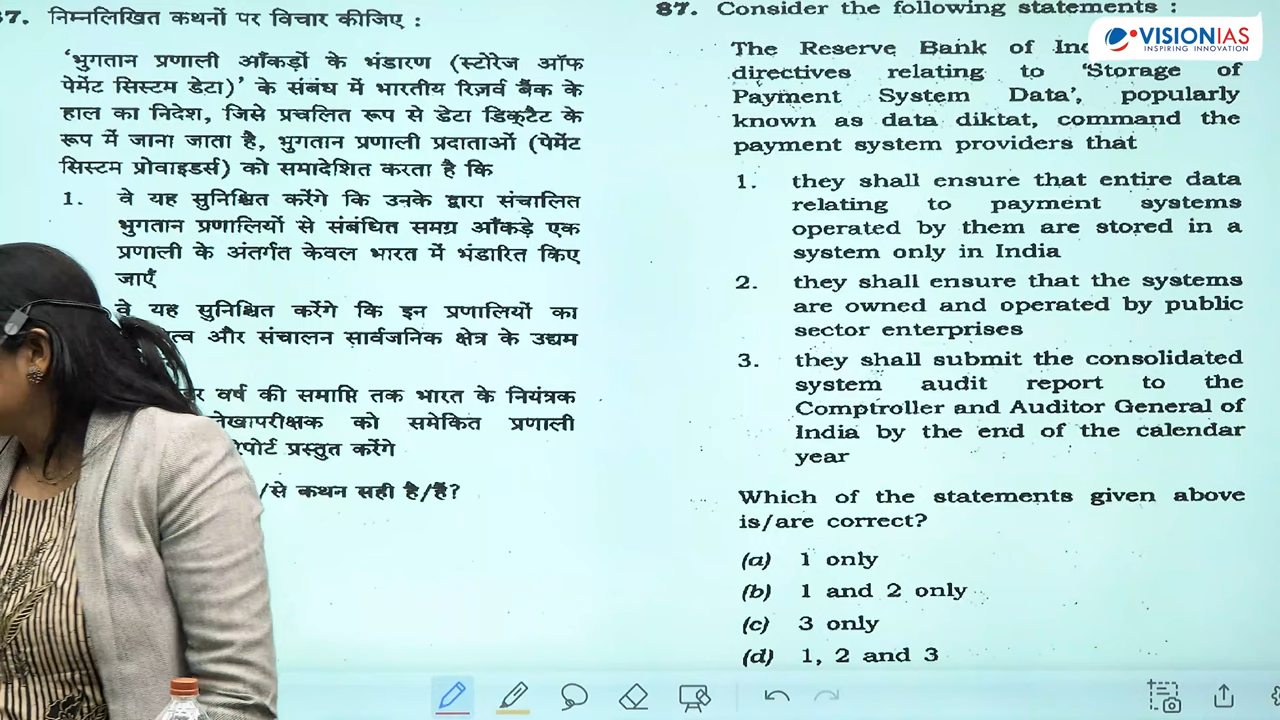 37. निम्नलिखित कथनों पर विचार कीजिए :
'भुगतान प्रणाली आँकड़ों के भंडारण (स्टोरेज ऑफ
पेमेंट सिस्टम डेटा)' के संबंध में भारतीय रिज़र्व बैंक के
हाल का निदेश, जिसे प्रचलित रूप से डेटा डिक्टैट के
रूप में जाना जाता है, भुगतान प्रणाली प्रदाताओं (पेमेंट
सिस्टम प्रोवाइडर्स) को समादेशित करता है कि
1. वे यह सुनिश्चित करेंगे कि उनके द्वारा संचालित
भुगतान प्रणालियों से संबंधित समग्र आँकड़े एक
प्रणाली के अंतर्गत केवल भारत में भंडारित किए
जाएँ
वे यह सुनिश्चित करेंगे कि इन प्रणालियों का
और संचालन सार्वजनिक क्षेत्र के उद्यम
वर्ष की समाप्ति तक भारत के नियंत्रक
को समेकित प्रणाली
प्रस्तुत करेंगे
/से कथन सही है/हैं?
87. Consider the following statements :
The Reserve Bank of
directives relating to 'Storage of
Payment System Data', popularly
known as data diktat, command the
payment system providers that
1. they shall ensure that entire data
relating to payment systems
operated by them are stored in a
system only in India
2. they shall ensure that the systems
are owned and operated by public
sector enterprises
3. they shall submit the consolidated
system audit report to the
Comptroller and Auditor General of
India by the end of the calendar
year
Which of the statements given above
is/are correct?
(a) 1 only
(b) 1 and 2 only
(c) 3 only
(d) 1, 2 and 3
VISIONIAS
INSPIRING INNOVATION